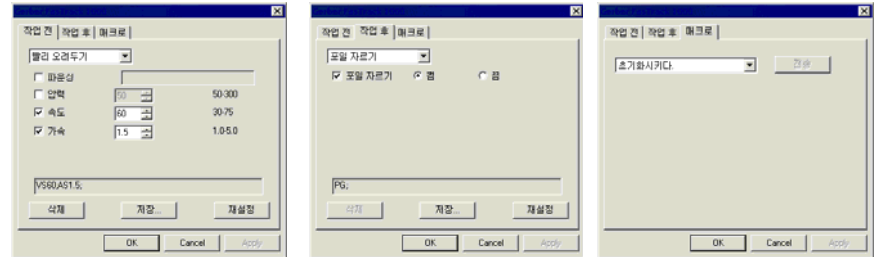 작업 전 작업 후 매크로
빨리 오려두기
파운싱
압력 50 50-300
속도 60 30-75
가속 1.5 1.0-5.0
VS60;AS1.5;
삭제 저장... 재설정
OK Cancel Apply
작업 전 작업 후 매크로
포일 자르기
포일 자르기 켬 끔
PG;
삭제 저장... 재설정
OK Cancel Apply
작업 전 작업 후 매크로
초기화시키다. 전송
OK Cancel Apply